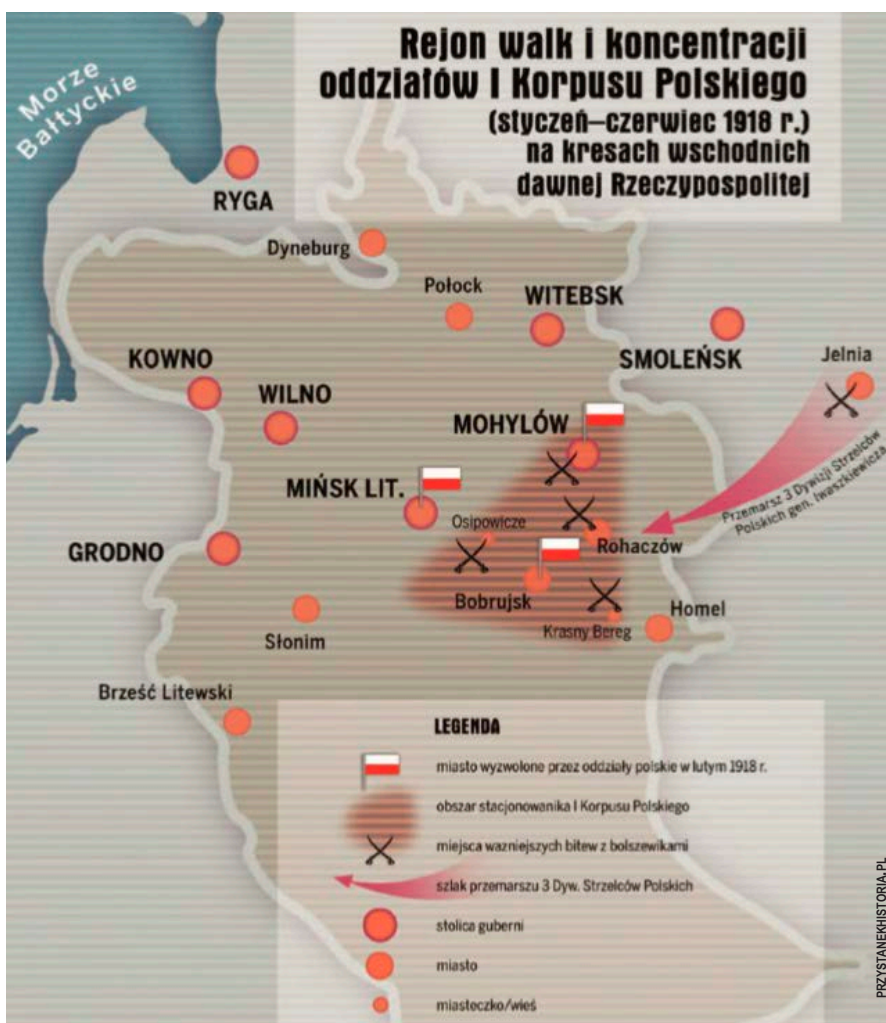 Rejon walk i koncentracji
oddziałów I Korpusu Polskiego
(styczeń–czerwiec 1918 r.)
na kresach wschodnich
dawnej Rzeczypospolitej
Morze
Bałtyckie
RYGA
Dyneburg
Połock
WITEBSK
SMOLEŃSK
Jelnia
KOWNO
WILNO
MOHYLÓW
MIŃSK LIT.
Osipowicze
Przemarsz 3 Dywizji Strzelców
Polskich gen. Iwaszkiewicza
GRODNO
Rohaczów
Bobrujsk
Homel
Krasny Bereg
Słonim
Brześć Litewski
LEGENDA
miasto wyzwolone przez oddziały polskie w lutym 1918 r.
obszar stacjonowanika I Korpusu Polskiego
miejsca wazniejszych bitew z bolszewikami
szlak przemarszu 3 Dyw. Strzelców Polskich
stolica guberni
miasto
miasteczko/wieś
PRZYSTANEKHISTORIA.PL